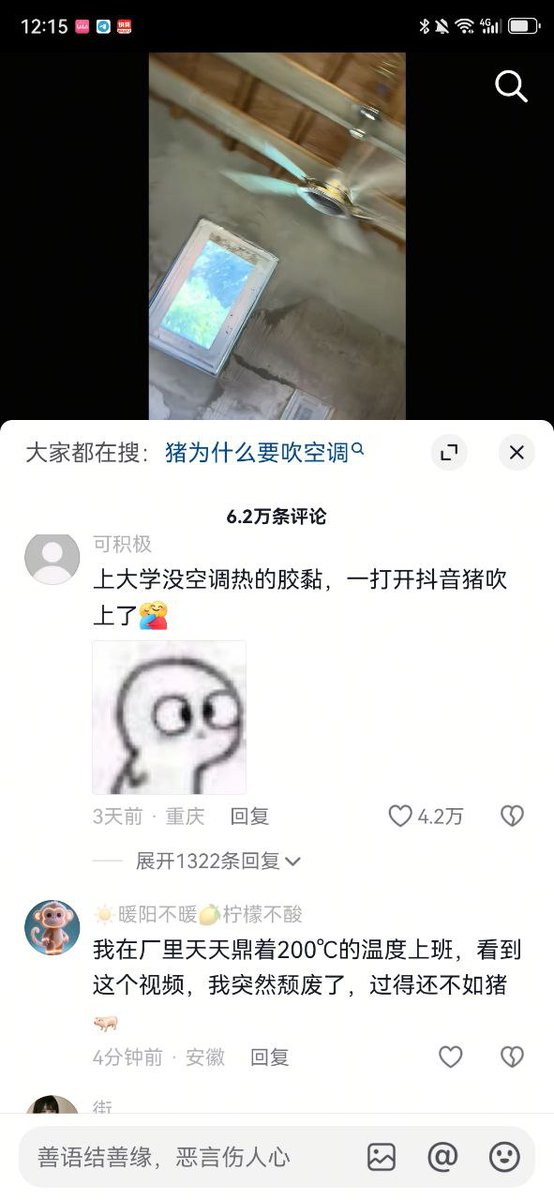 12:15
4G
大家都在搜：猪为什么要吹空调
6.2万条评论
可积极
上大学没空调热的胶黏，一打开抖音猪吹
上了
3天前 · 重庆 回复 4.2万
展开1322条回复
暖阳不暖🍋柠檬不酸
我在厂里天天鼎着200℃的温度上班，看到
这个视频，我突然颓废了，过得还不如猪
4分钟前 · 安徽 回复
街
善语结善缘，恶言伤人心